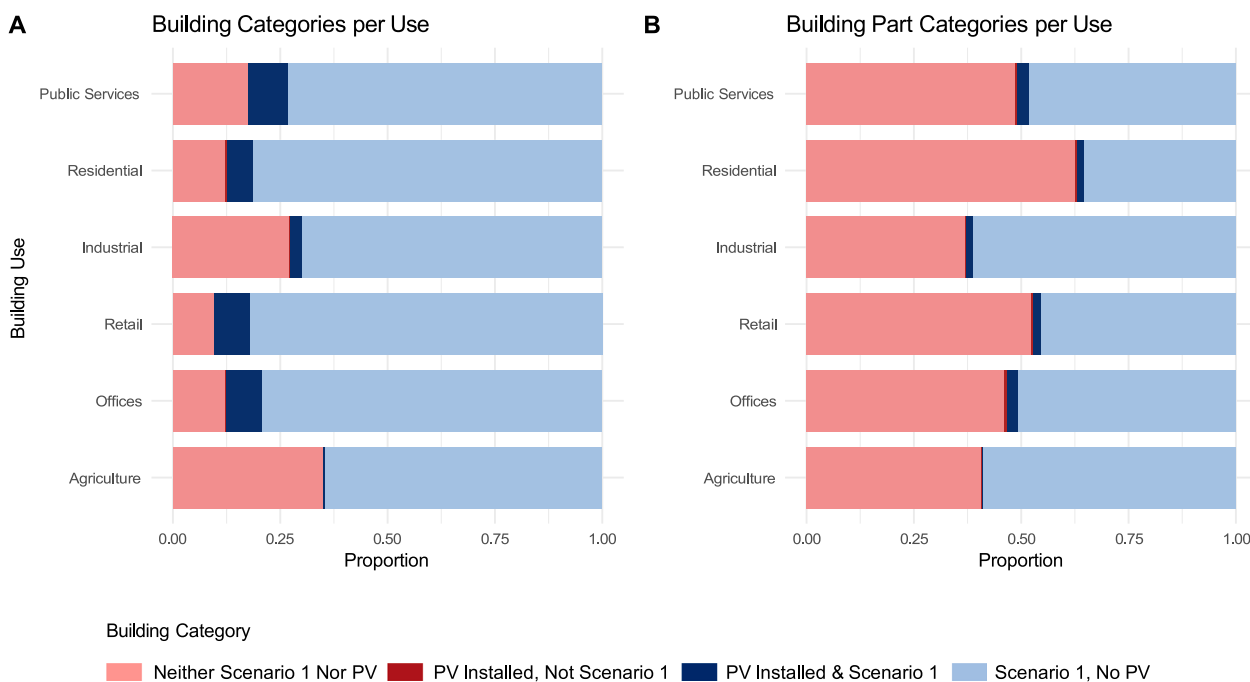 A
Building Categories per Use
Building Use
Public Services
Residential
Industrial
Retail
Offices
Agriculture
0.00 0.25 0.50 0.75 1.00
Proportion
B
Building Part Categories per Use
Public Services
Residential
Industrial
Retail
Offices
Agriculture
0.00 0.25 0.50 0.75 1.00
Proportion
Building Category
Neither Scenario 1 Nor PV PV Installed, Not Scenario 1 PV Installed & Scenario 1 Scenario 1, No PV